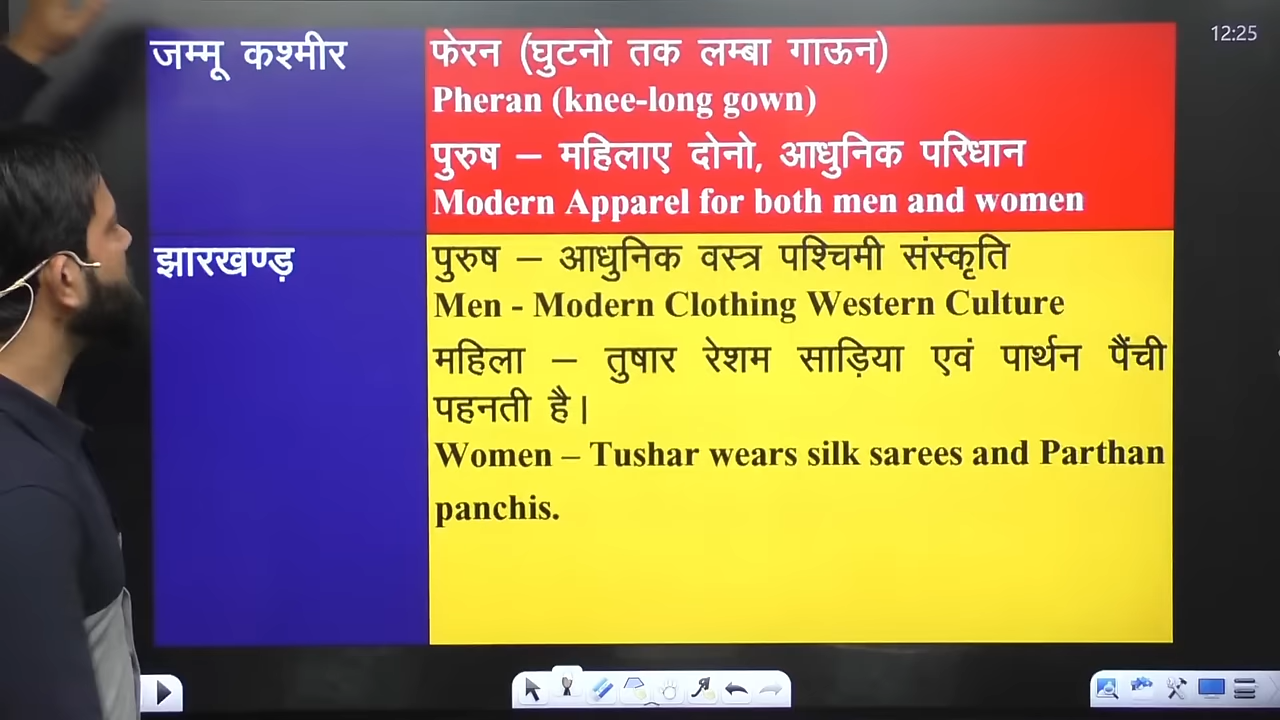 12:25
जम्मू कश्मीर
फेरन (घुटनो तक लम्बा गाऊन)
Pheran (knee-long gown)
पुरुष – महिलाए दोनो, आधुनिक परिधान
Modern Apparel for both men and women
झारखण्ड़
पुरुष – आधुनिक वस्त्र पश्चिमी संस्कृति
Men - Modern Clothing Western Culture
महिला – तुषार रेशम साड़िया एवं पार्थन पैंची
पहनती है।
Women – Tushar wears silk sarees and Parthan
panchis.